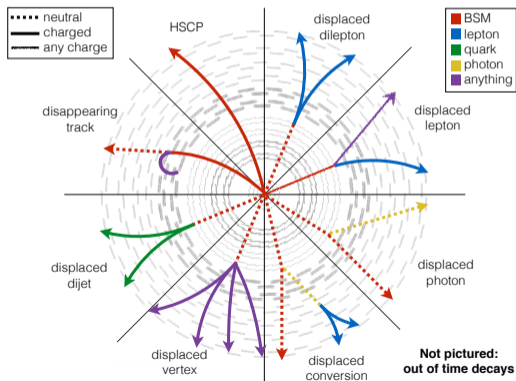 neutral
charged
any charge
HSCP
displaced
dilepton
BSM
lepton
quark
photon
anything
disappearing
track
displaced
lepton
displaced
dijet
displaced
photon
displaced
vertex
displaced
conversion
Not pictured:
out of time decays